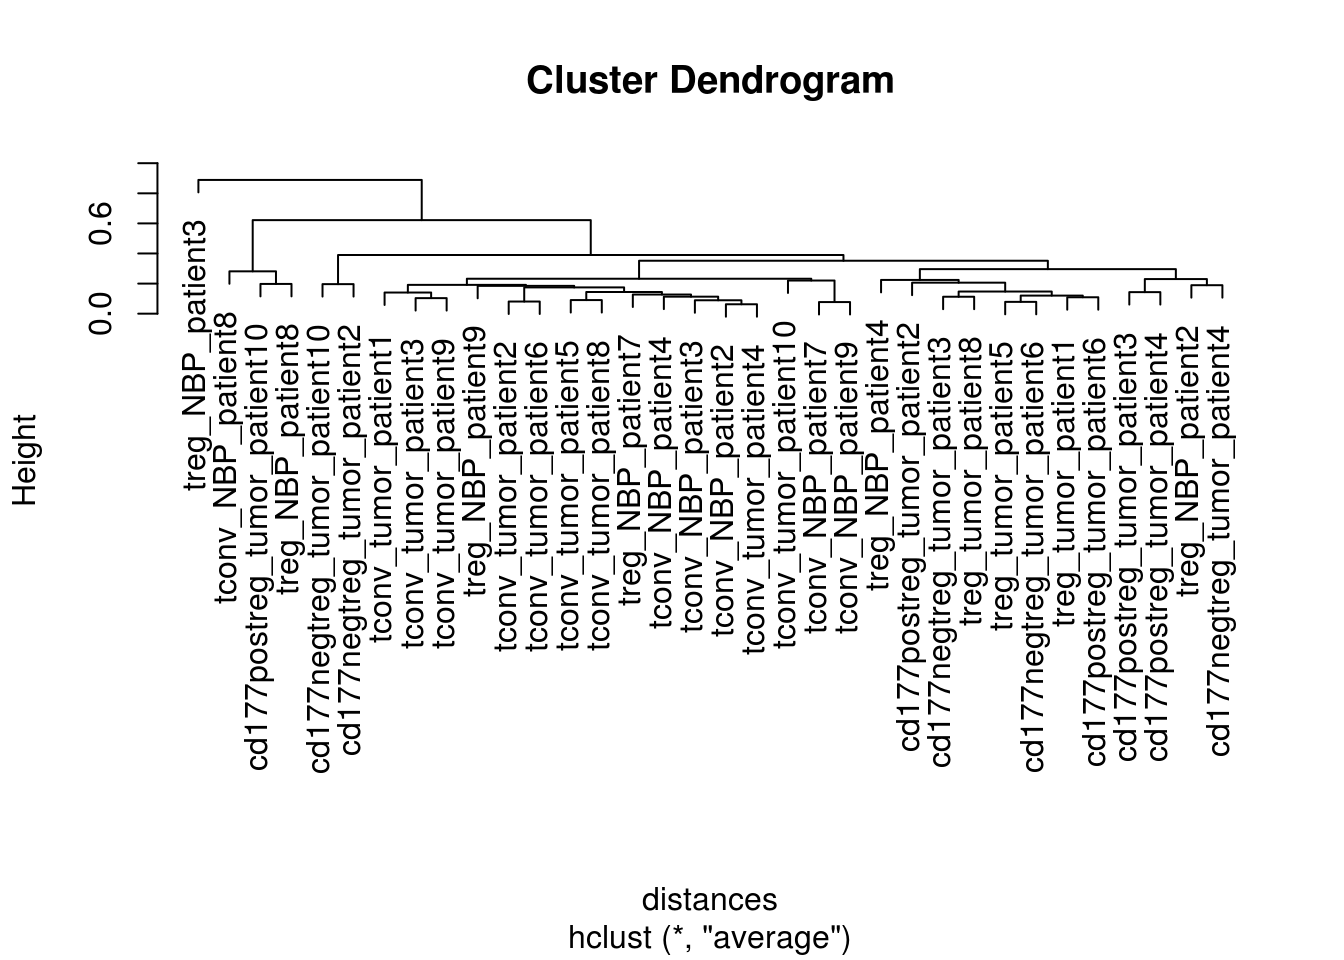 Cluster Dendrogram
Height
0.0
0.6
treg_NBP_patient3
tconv_NBP_patient8
cd177postreg_tumor_patient10
treg_NBP_patient8
cd177negtreg_tumor_patient10
cd177negtreg_tumor_patient2
tconv_tumor_patient1
tconv_tumor_patient3
tconv_tumor_patient9
treg_NBP_patient9
tconv_tumor_patient2
tconv_tumor_patient6
tconv_tumor_patient5
tconv_tumor_patient8
treg_NBP_patient7
tconv_NBP_patient4
tconv_NBP_patient3
tconv_NBP_patient2
tconv_tumor_patient4
tconv_tumor_patient10
tconv_NBP_patient7
tconv_NBP_patient9
treg_NBP_patient4
cd177postreg_tumor_patient2
cd177negtreg_tumor_patient3
treg_tumor_patient8
treg_tumor_patient5
cd177negtreg_tumor_patient6
treg_tumor_patient1
cd177postreg_tumor_patient6
cd177postreg_tumor_patient3
cd177postreg_tumor_patient4
treg_NBP_patient2
cd177negtreg_tumor_patient4
distances
hclust (*, "average")